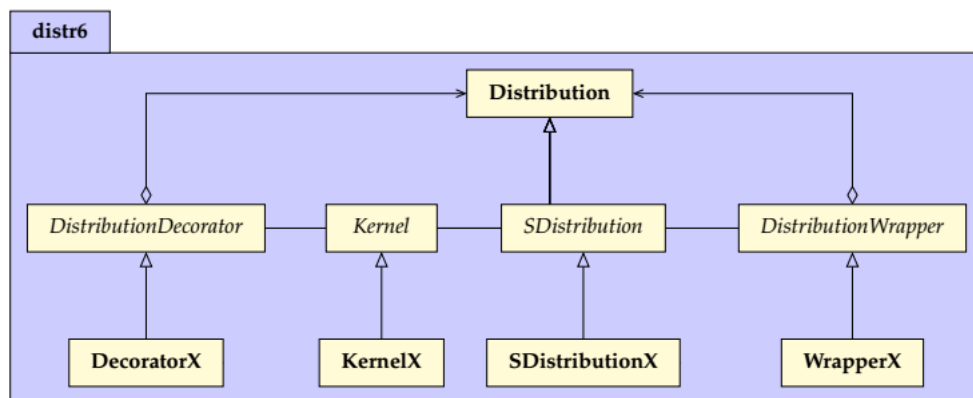 distr6
Distribution
DistributionDecorator
Kernel
SDistribution
DistributionWrapper
DecoratorX
KernelX
SDistributionX
WrapperX